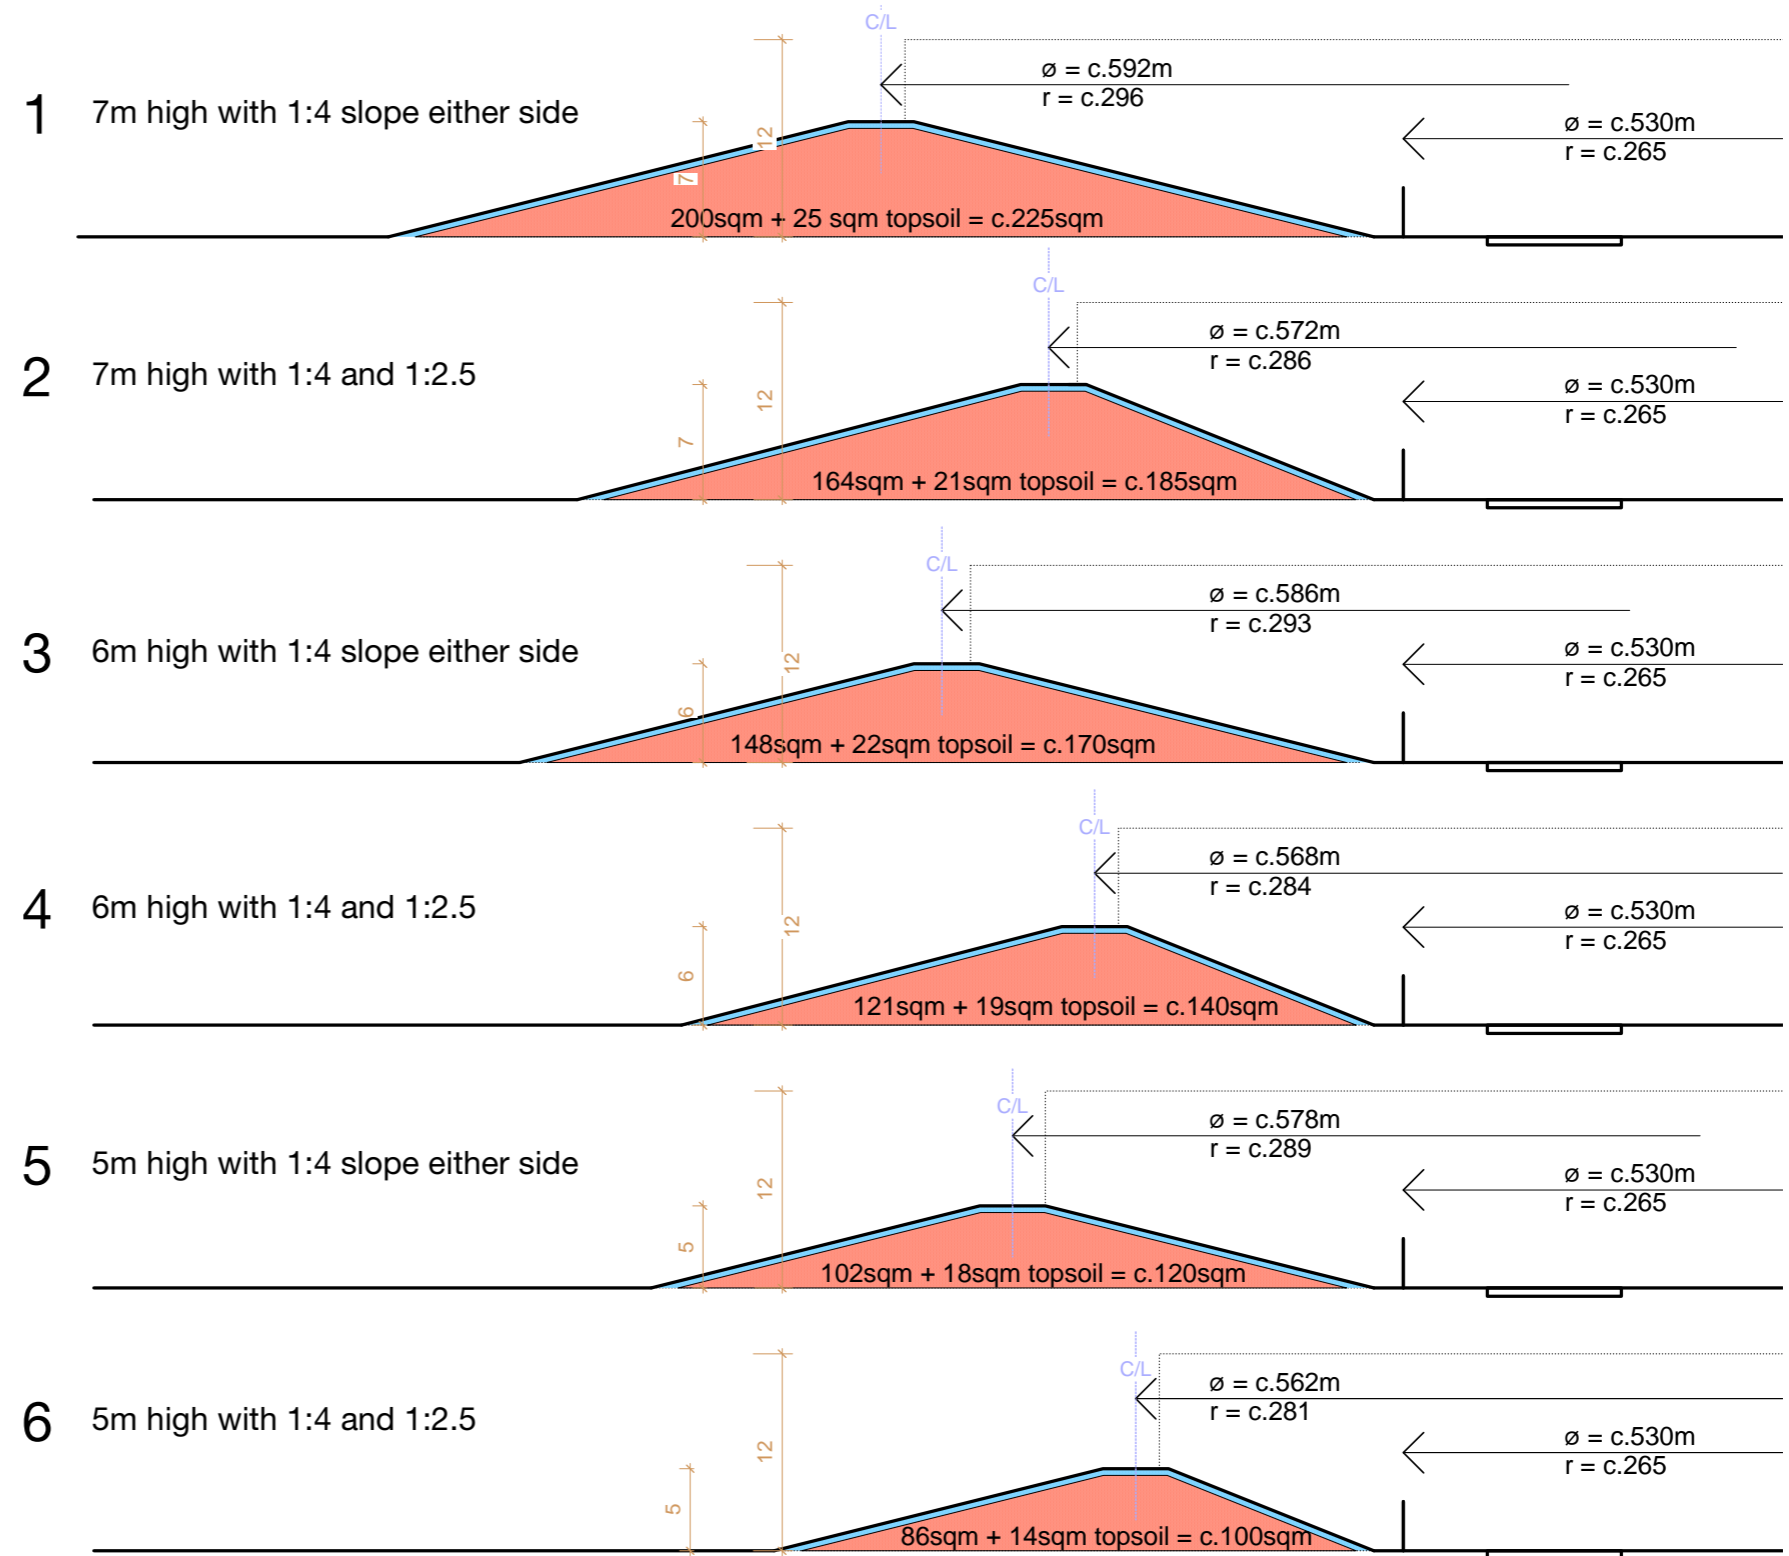 C/L
ø = c.592m
r = c.296
1 7m high with 1:4 slope either side
12
ø = c.530m
r = c.265
7
200sqm + 25 sqm topsoil = c.225sqm
C/L
ø = c.572m
r = c.286
2 7m high with 1:4 and 1:2.5
12
ø = c.530m
r = c.265
7
164sqm + 21sqm topsoil = c.185sqm
C/L
ø = c.586m
r = c.293
3 6m high with 1:4 slope either side
12
ø = c.530m
r = c.265
6
148sqm + 22sqm topsoil = c.170sqm
C/L
ø = c.568m
r = c.284
4 6m high with 1:4 and 1:2.5
12
ø = c.530m
r = c.265
6
121sqm + 19sqm topsoil = c.140sqm
C/L
ø = c.578m
r = c.289
5 5m high with 1:4 slope either side
12
ø = c.530m
r = c.265
5
102sqm + 18sqm topsoil = c.120sqm
C/L
ø = c.562m
r = c.281
6 5m high with 1:4 and 1:2.5
12
ø = c.530m
r = c.265
5
86sqm + 14sqm topsoil = c.100sqm